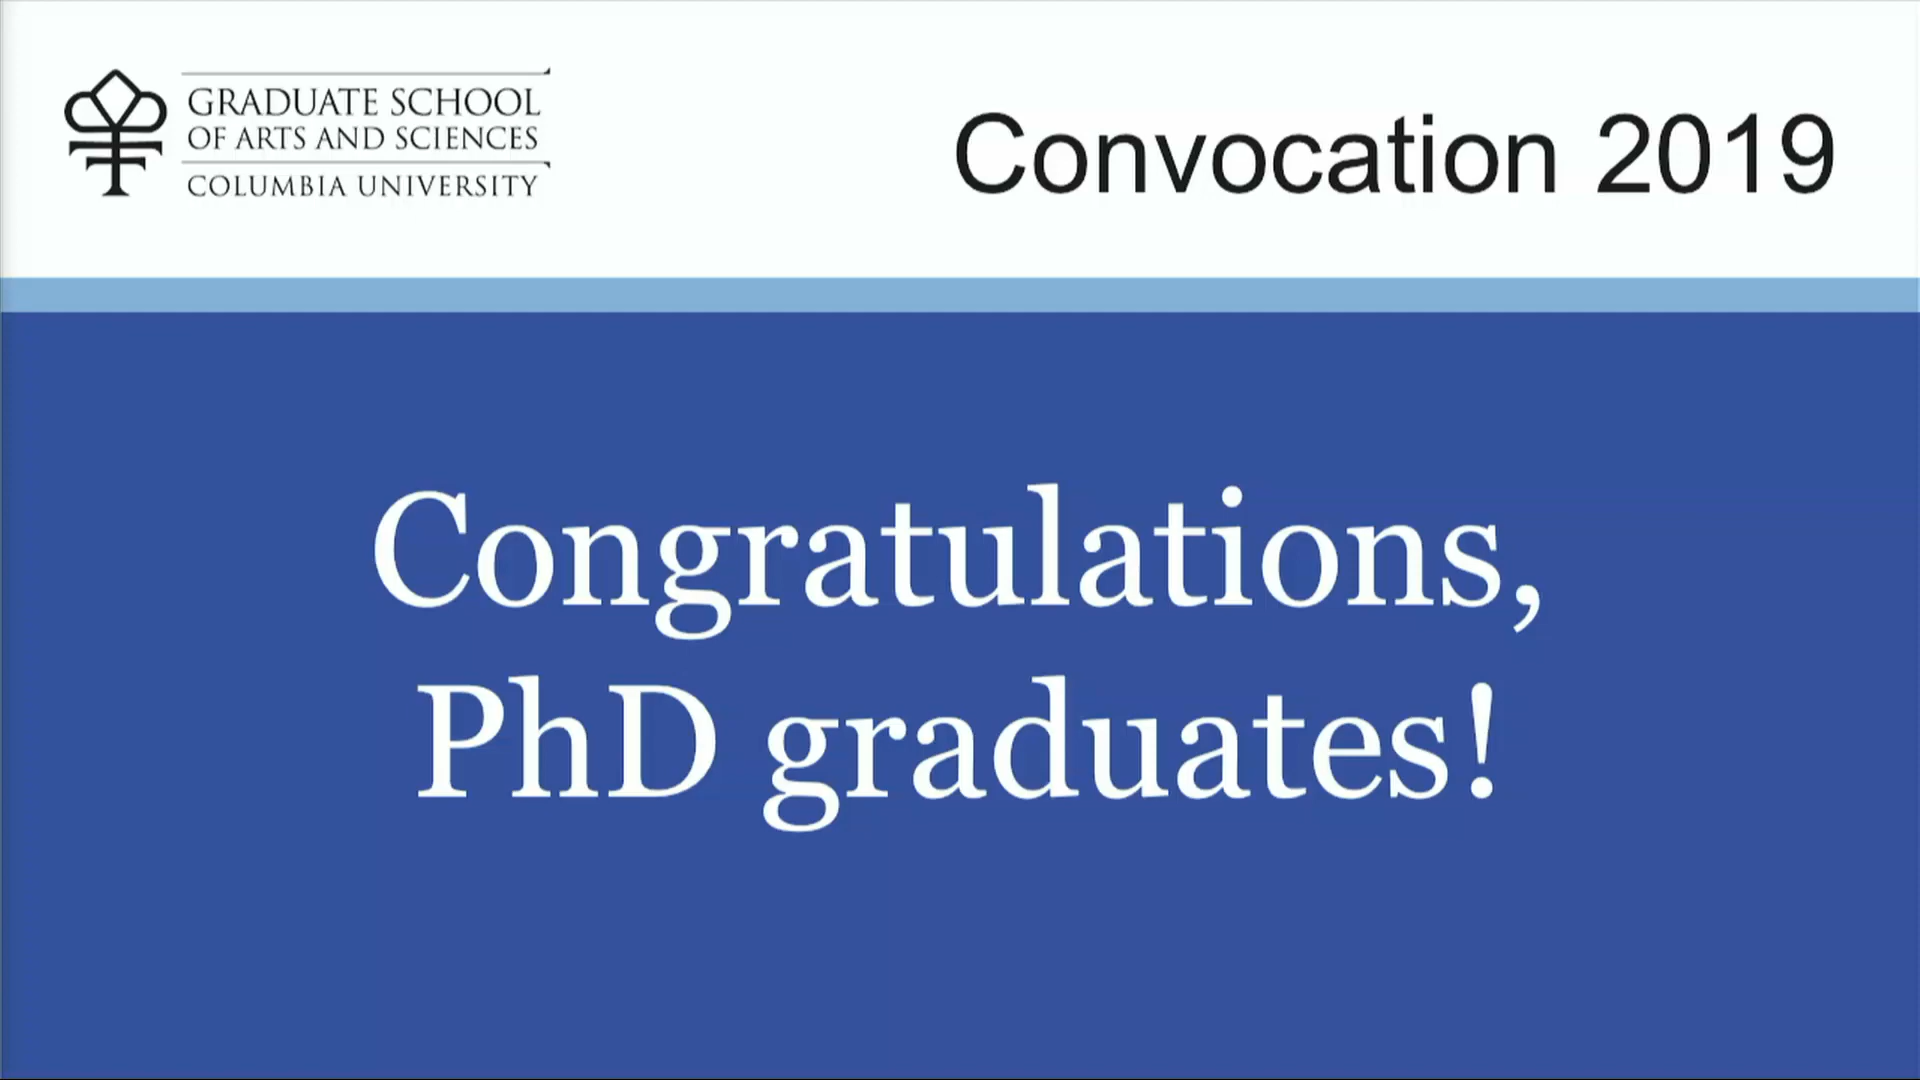 GRADUATE SCHOOL
OF ARTS AND SCIENCES
COLUMBIA UNIVERSITY
Convocation 2019
Congratulations,
PhD graduates!